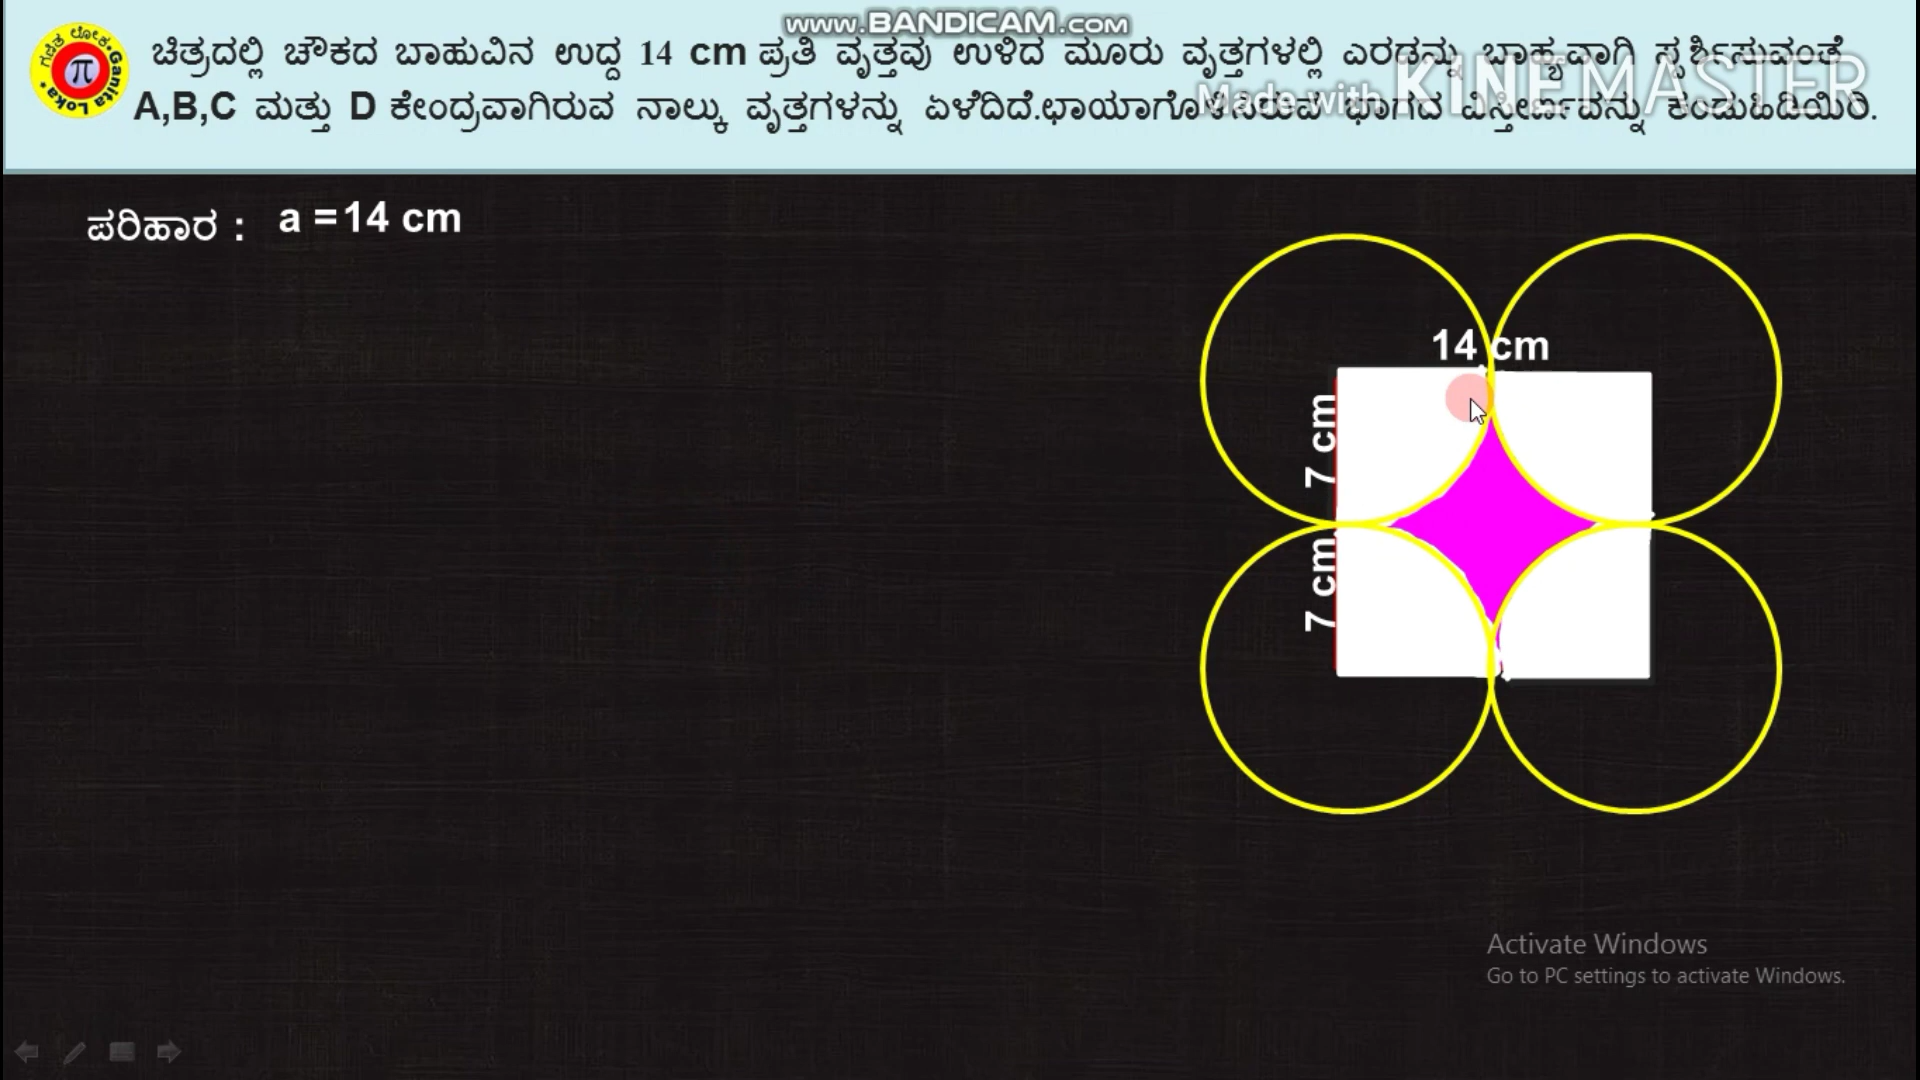 www.BANDICAM.com
ಗಣಿತ ಲೋಕ • Ganita Loka •
π
ಚಿತ್ರದಲ್ಲಿ ಚೌಕದ ಬಾಹುವಿನ ಉದ್ದ 14 cm ಪ್ರತಿ ವೃತ್ತವು ಉಳಿದ ಮೂರು ವೃತ್ತಗಳಲ್ಲಿ ಎರಡನ್ನು ಬಾಹ್ಯವಾಗಿ ಸ್ಪರ್ಶಿಸುವಂತೆ
A,B,C ಮತ್ತು D ಕೇಂದ್ರವಾಗಿರುವ ನಾಲ್ಕು ವೃತ್ತಗಳನ್ನು ಏಳೆದಿದೆ.ಛಾಯಾಗೊಳಿಸಿರುವ ಭಾಗದ ವಿಸ್ತೀರ್ಣವನ್ನು ಕಂಡುಹಿಡಿಯಿರಿ.
Made with KINEMASTER
ಪರಿಹಾರ : a =14 cm
14 cm
7 cm
7 cm
Activate Windows
Go to PC settings to activate Windows.